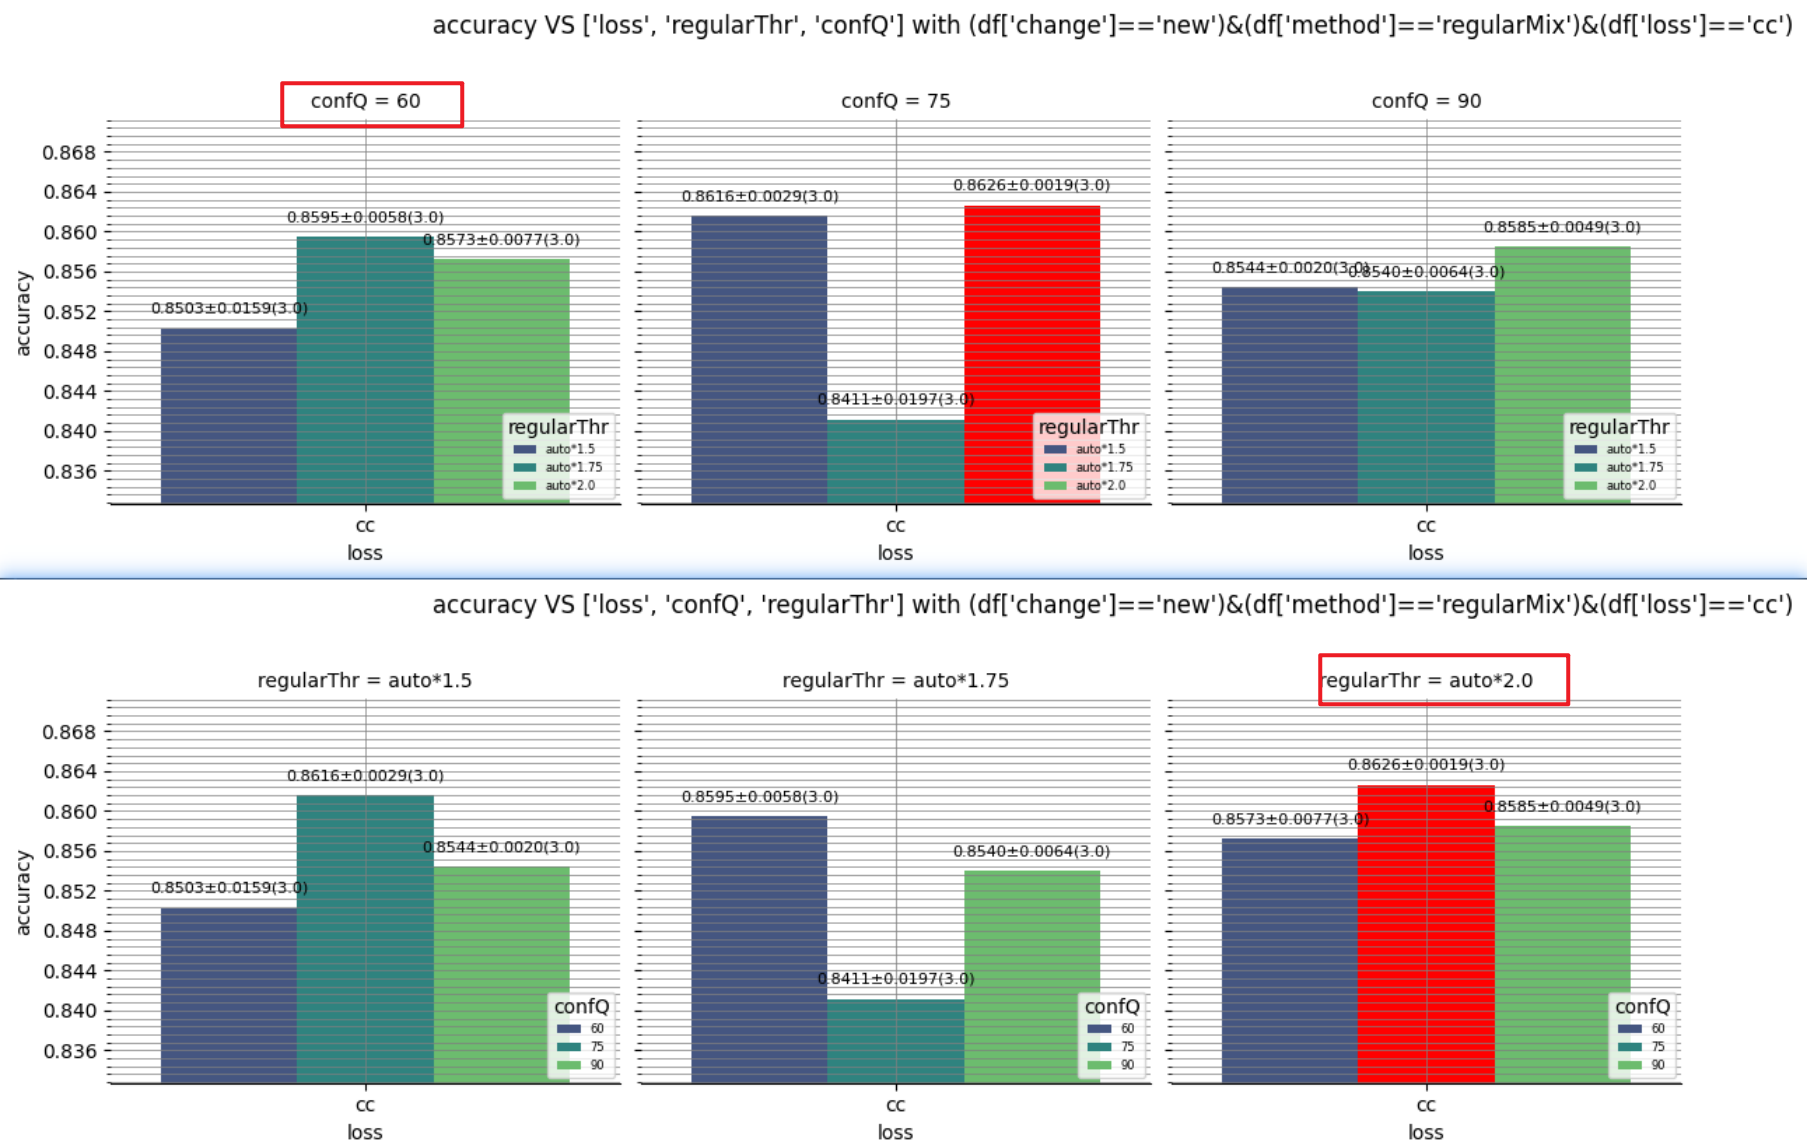 accuracy VS ['loss', 'regularThr', 'confQ'] with (df['change']=='new')&(df['method']=='regularMix')&(df['loss']=='cc')
confQ = 60
confQ = 75
confQ = 90
accuracy
0.868
0.864
0.860
0.856
0.852
0.848
0.844
0.840
0.836
0.8503±0.0159(3.0)
0.8595±0.0058(3.0)
0.8573±0.0077(3.0)
regularThr
auto*1.5
auto*1.75
auto*2.0
cc
loss
0.8616±0.0029(3.0)
0.8411±0.0197(3.0)
0.8626±0.0019(3.0)
regularThr
auto*1.5
auto*1.75
auto*2.0
cc
loss
0.8544±0.0020(3.0)
0.8540±0.0064(3.0)
0.8585±0.0049(3.0)
regularThr
auto*1.5
auto*1.75
auto*2.0
cc
loss
accuracy VS ['loss', 'confQ', 'regularThr'] with (df['change']=='new')&(df['method']=='regularMix')&(df['loss']=='cc')
regularThr = auto*1.5
regularThr = auto*1.75
regularThr = auto*2.0
accuracy
0.868
0.864
0.860
0.856
0.852
0.848
0.844
0.840
0.836
0.8503±0.0159(3.0)
0.8616±0.0029(3.0)
0.8544±0.0020(3.0)
confQ
60
75
90
cc
loss
0.8595±0.0058(3.0)
0.8411±0.0197(3.0)
0.8540±0.0064(3.0)
confQ
60
75
90
cc
loss
0.8573±0.0077(3.0)
0.8626±0.0019(3.0)
0.8585±0.0049(3.0)
confQ
60
75
90
cc
loss